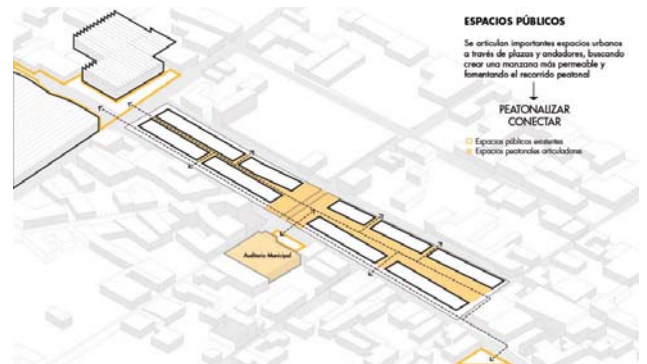 ESPACIOS PÚBLICOS
Se articulan importantes espacios urbanos
a través de plazas y andadores, buscando
crear una manzana más permeable y
fomentando el recorrido peatonal
PEATONALIZAR
CONECTAR
Espacios públicos existentes
Espacios peatonales articuladores
Auditorio Municipal